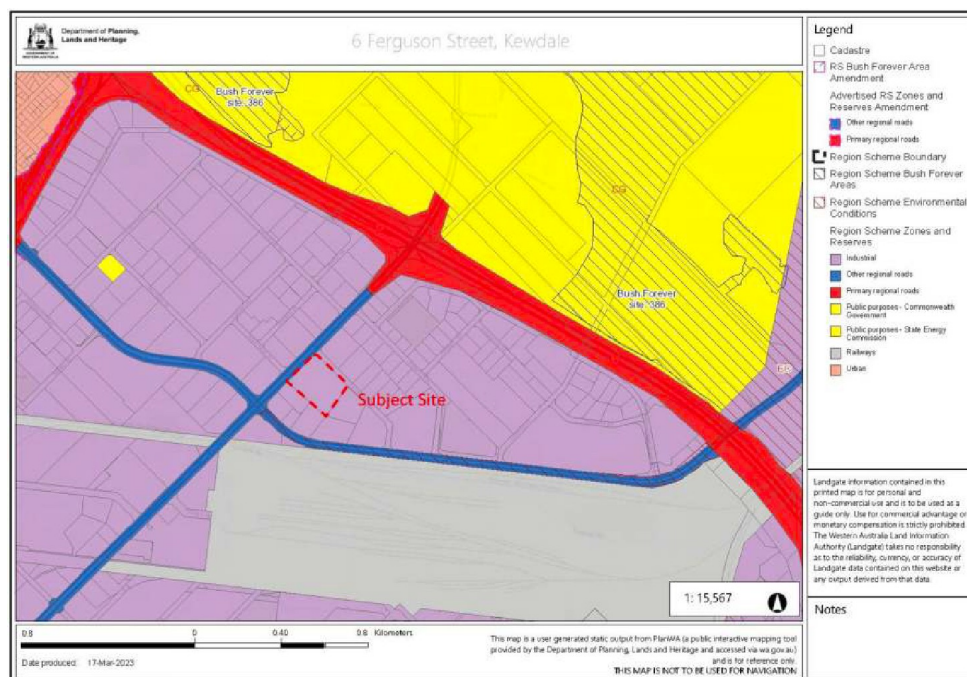 Department of Planning,
Lands and Heritage
GOVERNMENT OF
WESTERN AUSTRALIA
6 Ferguson Street, Kewdale
CG
Bush Forever
site: 386
CG
Bush Forever
site: 386
Subject Site
1: 15,567
Legend
Cadastre
RS Bush Forever Area
Amendment
Advertised RS Zones and
Reserves Amendment
Other regional roads
Primary regional roads
Region Scheme Boundary
Region Scheme Bush Forever
Areas
Region Scheme Environmental
Conditions
Region Scheme Zones and
Reserves
Industrial
Other regional roads
Primary regional roads
Public purposes - Commonwealth
Government
Public purposes - State Energy
Commission
Railways
Urban
Landgate information contained in this
printed map is for personal and
non-commercial use and is to be used as a
guide only. Use for commercial advantage or
monetary compensation is strictly prohibited.
The Western Australia Land Information
Authority (Landgate) takes no responsibility
as to the reliability, currency, or accuracy of
Landgate data contained on this website or
any output derived from that data.
Notes
0.8 0 0.40 0.8 Kilometers
Date produced: 17-Mar-2023
This map is a user generated static output from PlanWA (a public interactive mapping tool
provided by the Department of Planning, Lands and Heritage and accessed via wa.gov.au)
and is for reference only.
THIS MAP IS NOT TO BE USED FOR NAVIGATION